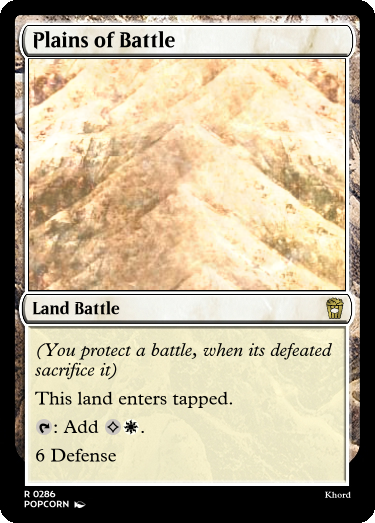 Plains of Battle
Land Battle
(You protect a battle, when its defeated
sacrifice it)
This land enters tapped.
: Add .
6 Defense
R 0286
POPCORN
Khord